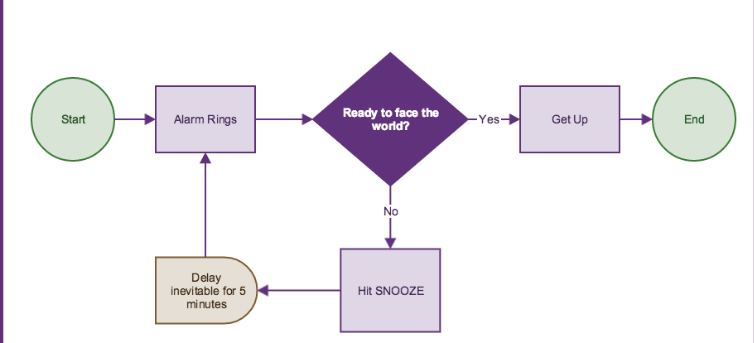 Start
Alarm Rings
Ready to face the
world?
Yes
Get Up
End
No
Delay
inevitable for 5
minutes
Hit SNOOZE